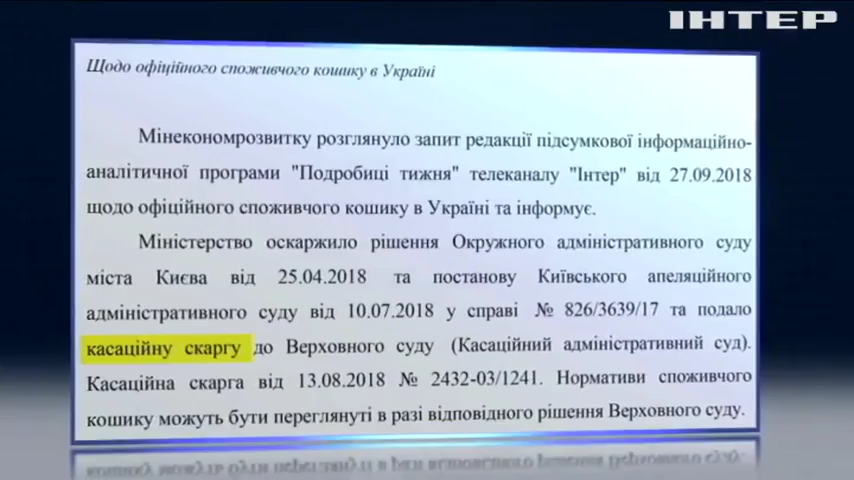 ІНТЕР
Щодо офіційного споживчого кошику в Україні
Мінекономрозвитку розглянуло запит редакції підсумкової інформаційно-
аналітичної програми "Подробиці тижня" телеканалу "Інтер" від 27.09.2018
щодо офіційного споживчого кошику в Україні та інформує.
Міністерство оскаржило рішення Окружного адміністративного суду
міста Києва від 25.04.2018 та постанову Київського апеляційного
адміністративного суду від 10.07.2018 у справі № 826/3639/17 та подало
касаційну скаргу до Верховного суду (Касаційний адміністративний суд).
Касаційна скарга від 13.08.2018 № 2432-03/1241. Нормативи споживчого
кошику можуть бути переглянуті в разі відповідного рішення Верховного суду.